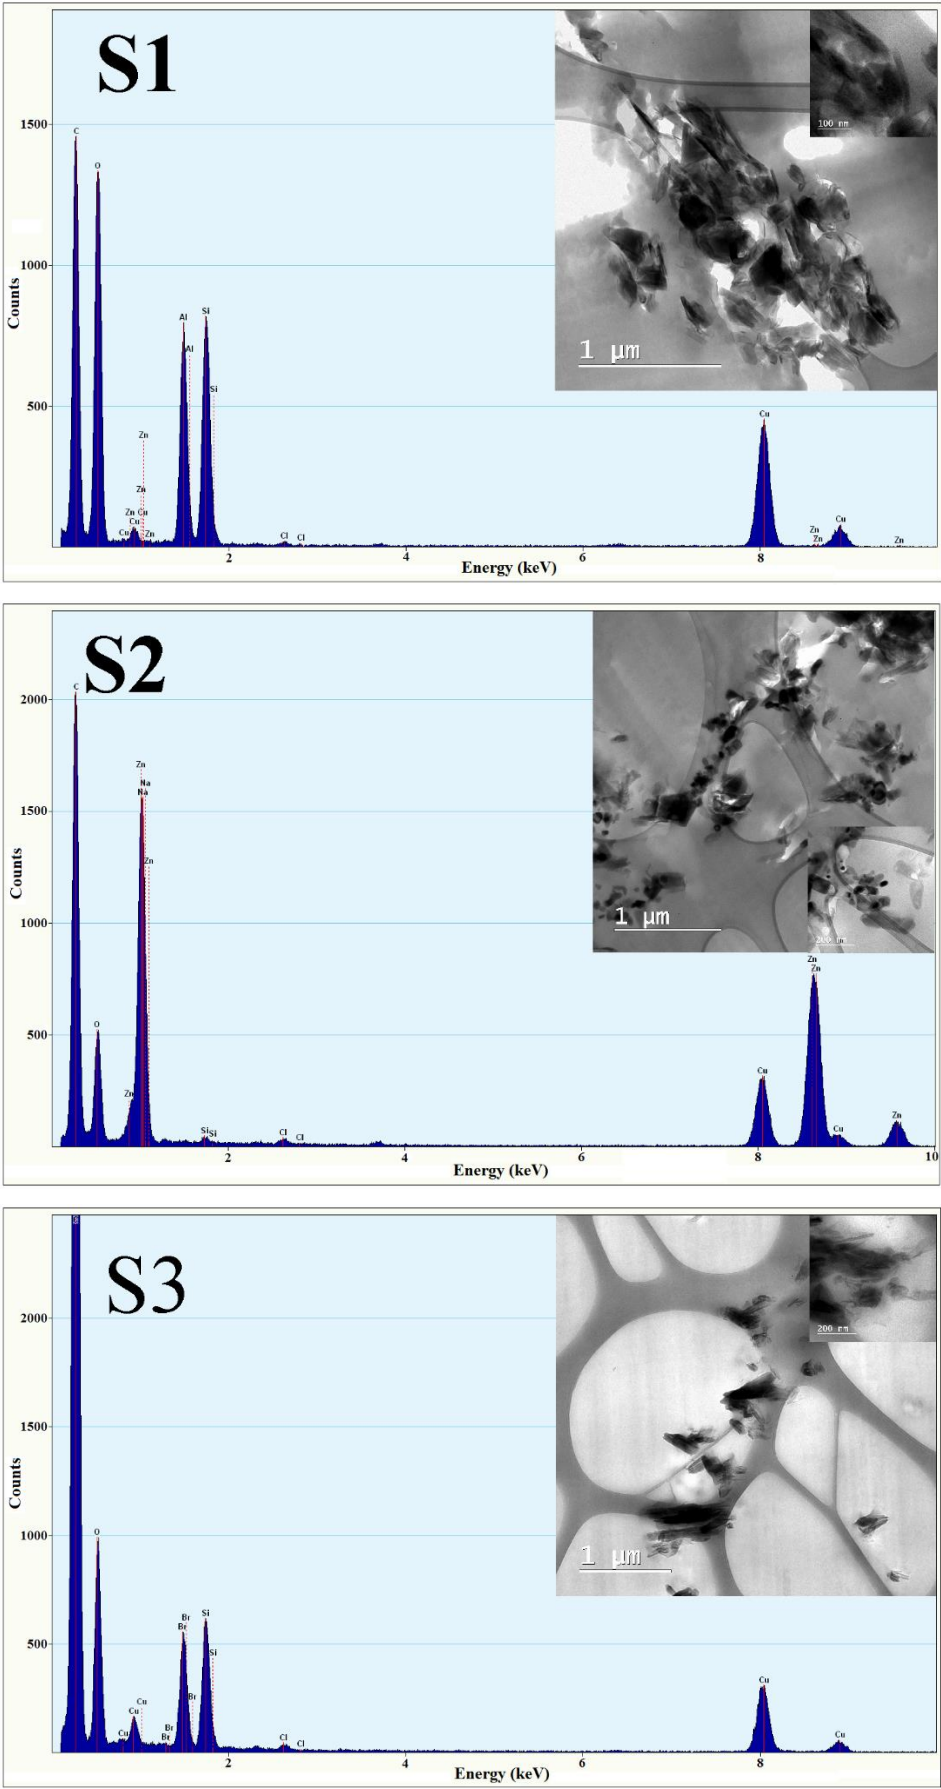 S1
1500
1000
500
Counts
C
O
Al
Al
Si
Si
Zn
Zn
Zn Cu
Cu
Cu
Zn
Cl
Cl
Cu
Zn
Zn
Cu
Zn
2
4
6
8
Energy (keV)
100 nm
1 µm
S2
2000
1500
1000
500
Counts
C
O
Zn
Na
Na
Zn
Zn
Si
Si
Cl
Cl
Cu
Zn
Zn
Cu
Zn
2
4
6
8
10
Energy (keV)
1 µm
200 nm
S3
2000
1500
1000
500
Counts
O
Cu
Cu
Cu
Br
Br
Br
Br
Br
Si
Si
Cl
Cl
Cu
Cu
2
4
6
8
Energy (keV)
200 nm
1 µm